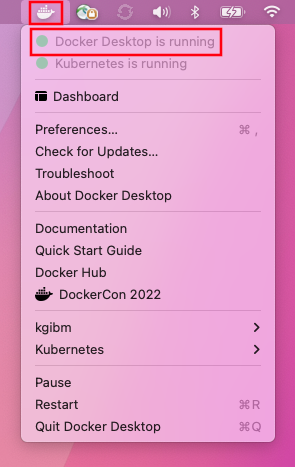 Docker Desktop is running
Kubernetes is running
Dashboard
Preferences... ⌘ ,
Check for Updates...
Troubleshoot
About Docker Desktop
Documentation
Quick Start Guide
Docker Hub
DockerCon 2022
kgibm
Kubernetes
Pause
Restart ⌘R
Quit Docker Desktop ⌘Q